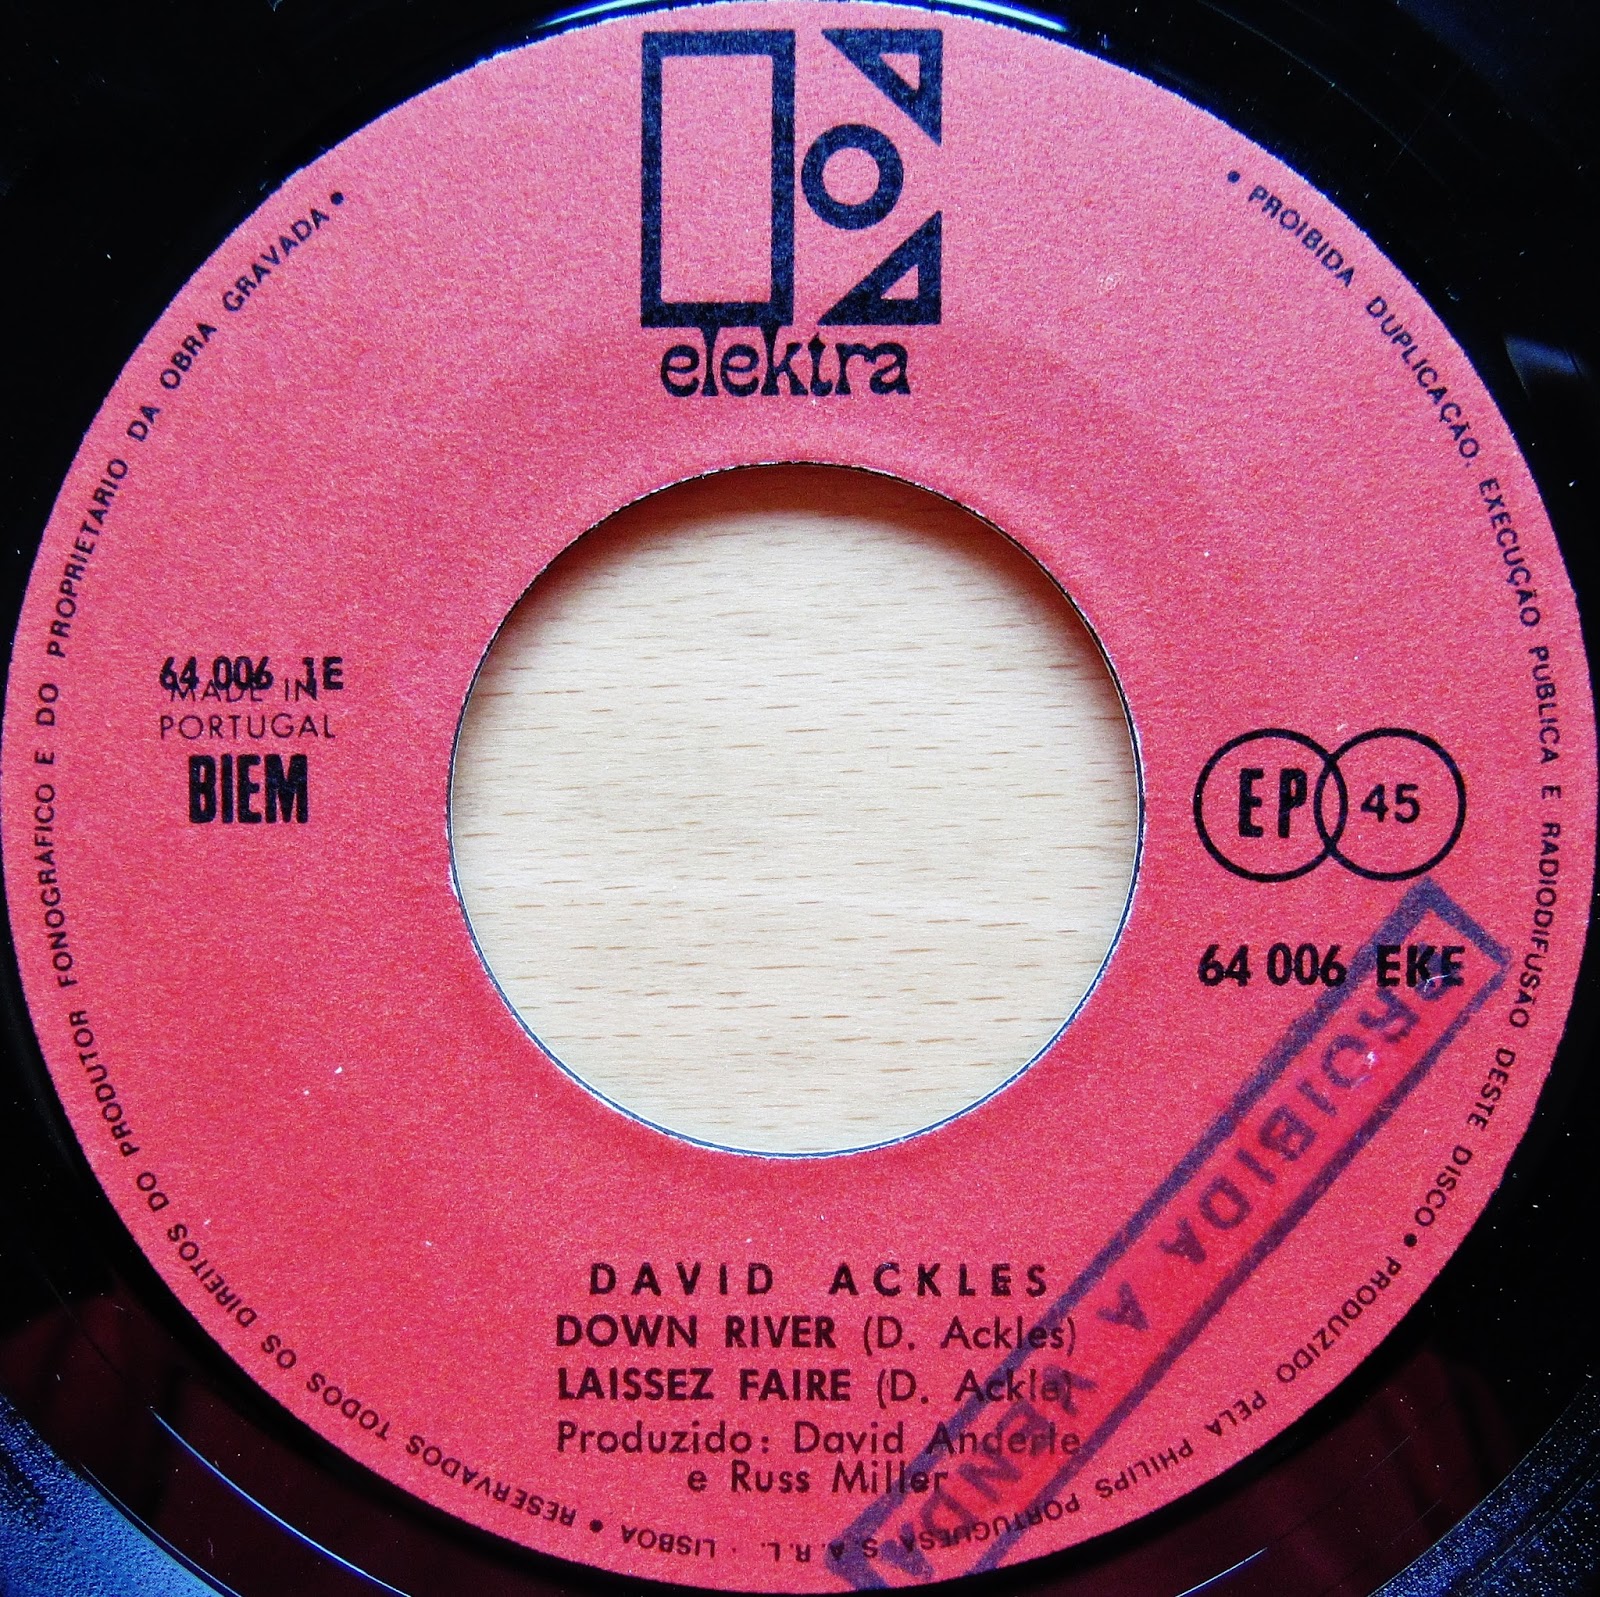 elektra
• PROIBIDA DUPLICAÇÃO, EXECUÇÃO PUBLICA E RADIODIFUSÃO DESTE DISCO • PRODUZIDO PELA PHILIPS PORTUGUESA S.A.R.L. · LISBOA • RESERVADOS TODOS OS DIREITOS DO PRODUTOR FONOGRÁFICO E DO PROPRIETARIO DA OBRA GRAVADA •
64.006 1E
MADE IN
PORTUGAL
BIEM
EP 45
64 006 EKE
PROIBIDA A VENDA
DAVID ACKLES
DOWN RIVER (D. Ackles)
LAISSEZ FAIRE (D. Ackle)
Produzido: David Anderle
e Russ Miller